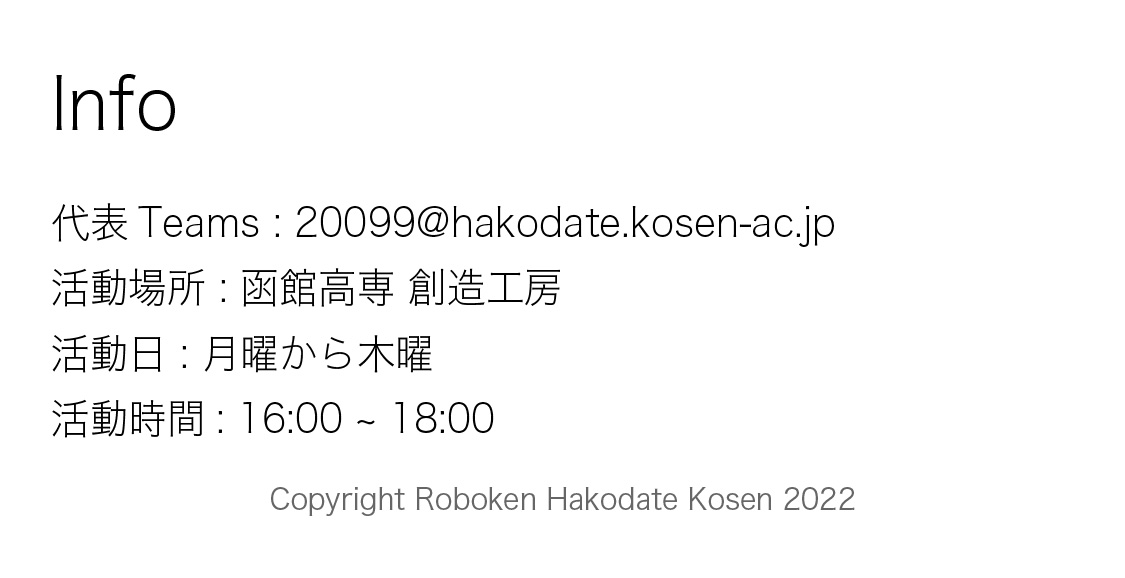 Info
代表 Teams : 20099@hakodate.kosen-ac.jp
活動場所 : 函館高専 創造工房
活動日 : 月曜から木曜
活動時間 : 16:00 ~ 18:00
Copyright Roboken Hakodate Kosen 2022